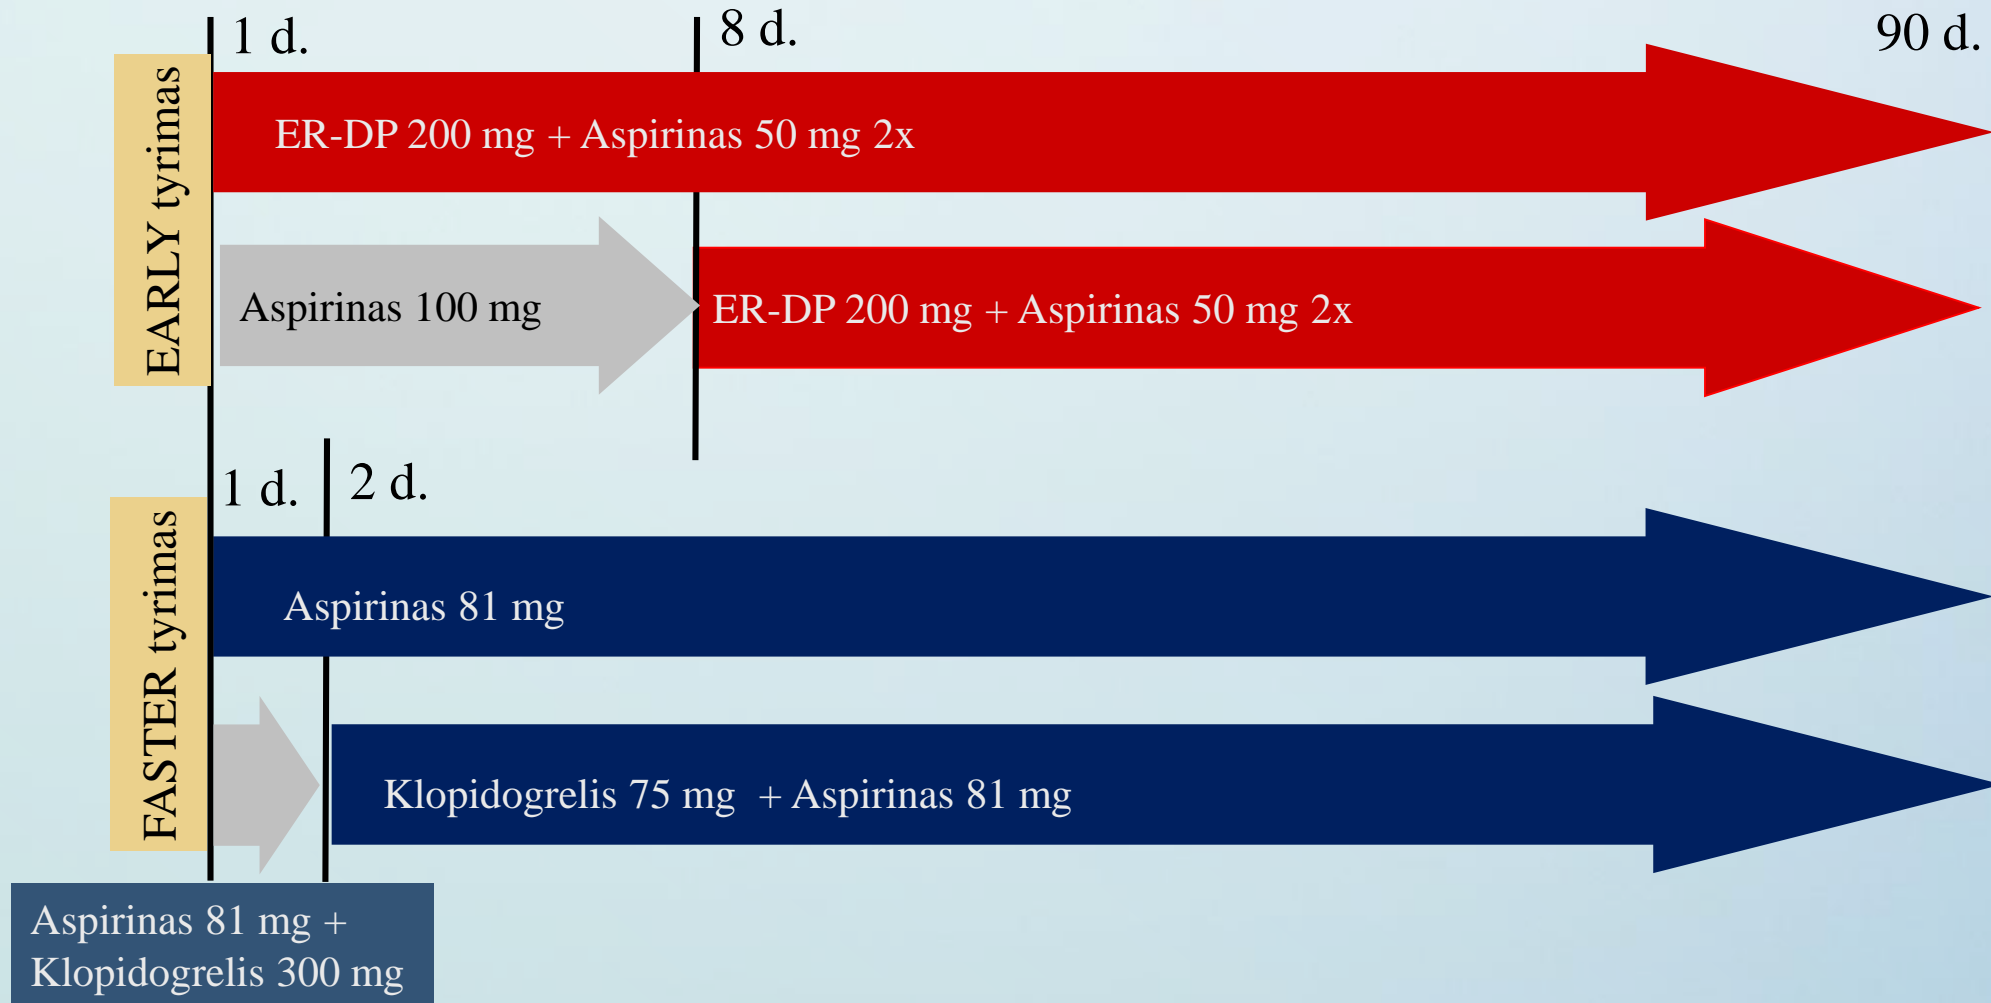 1 d.
8 d.
90 d.
EARLY tyrimas
ER-DP 200 mg + Aspirinas 50 mg 2x
Aspirinas 100 mg
ER-DP 200 mg + Aspirinas 50 mg 2x
1 d.
2 d.
FASTER tyrimas
Aspirinas 81 mg
Klopidogrelis 75 mg + Aspirinas 81 mg
Aspirinas 81 mg +
Klopidogrelis 300 mg